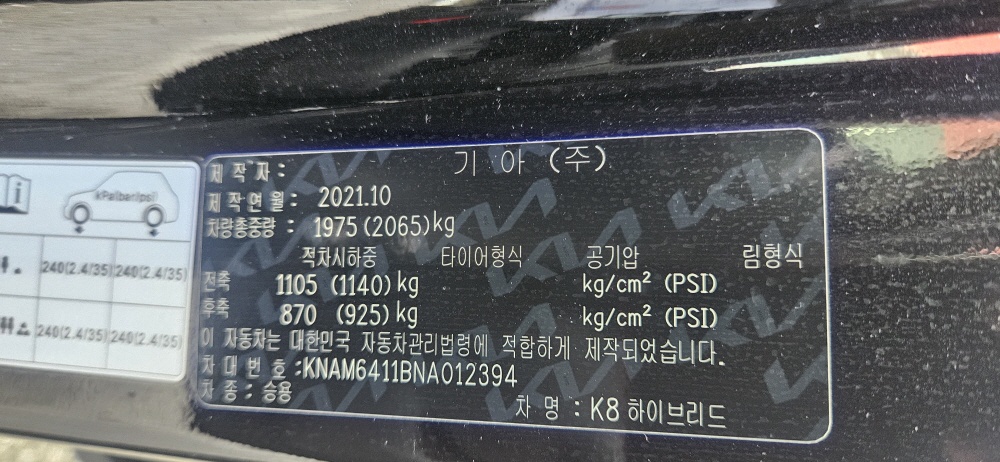 kPa(bar/psi)
240(2.4/35) 240(2.4/35)
240(2.4/35) 240(2.4/35)
제 작 자 : 기 아 (주)
제 작 연 월 : 2021.10
차량총중량 : 1975 (2065)kg
적차시하중 타이어형식 공기압 림형식
전축 1105 (1140) kg kg/cm² (PSI)
후축 870 (925) kg kg/cm² (PSI)
이 자동차는 대한민국 자동차관리법령에 적합하게 제작되었습니다.
차 대 번 호 : KNAM6411BNA012394
차 종 : 승용
차 명 : K8 하이브리드